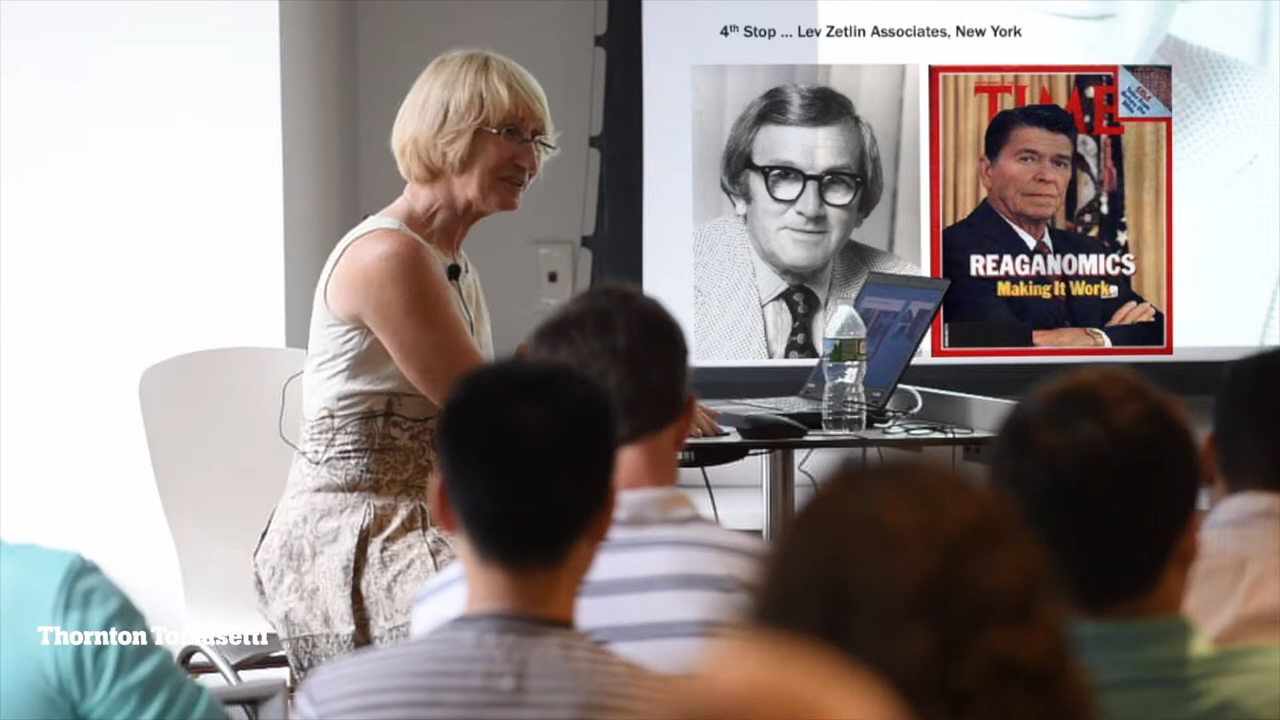 4th Stop ... Lev Zetlin Associates, New York
TIME
REAGANOMICS
Making It Work
Thornton Tomasetti